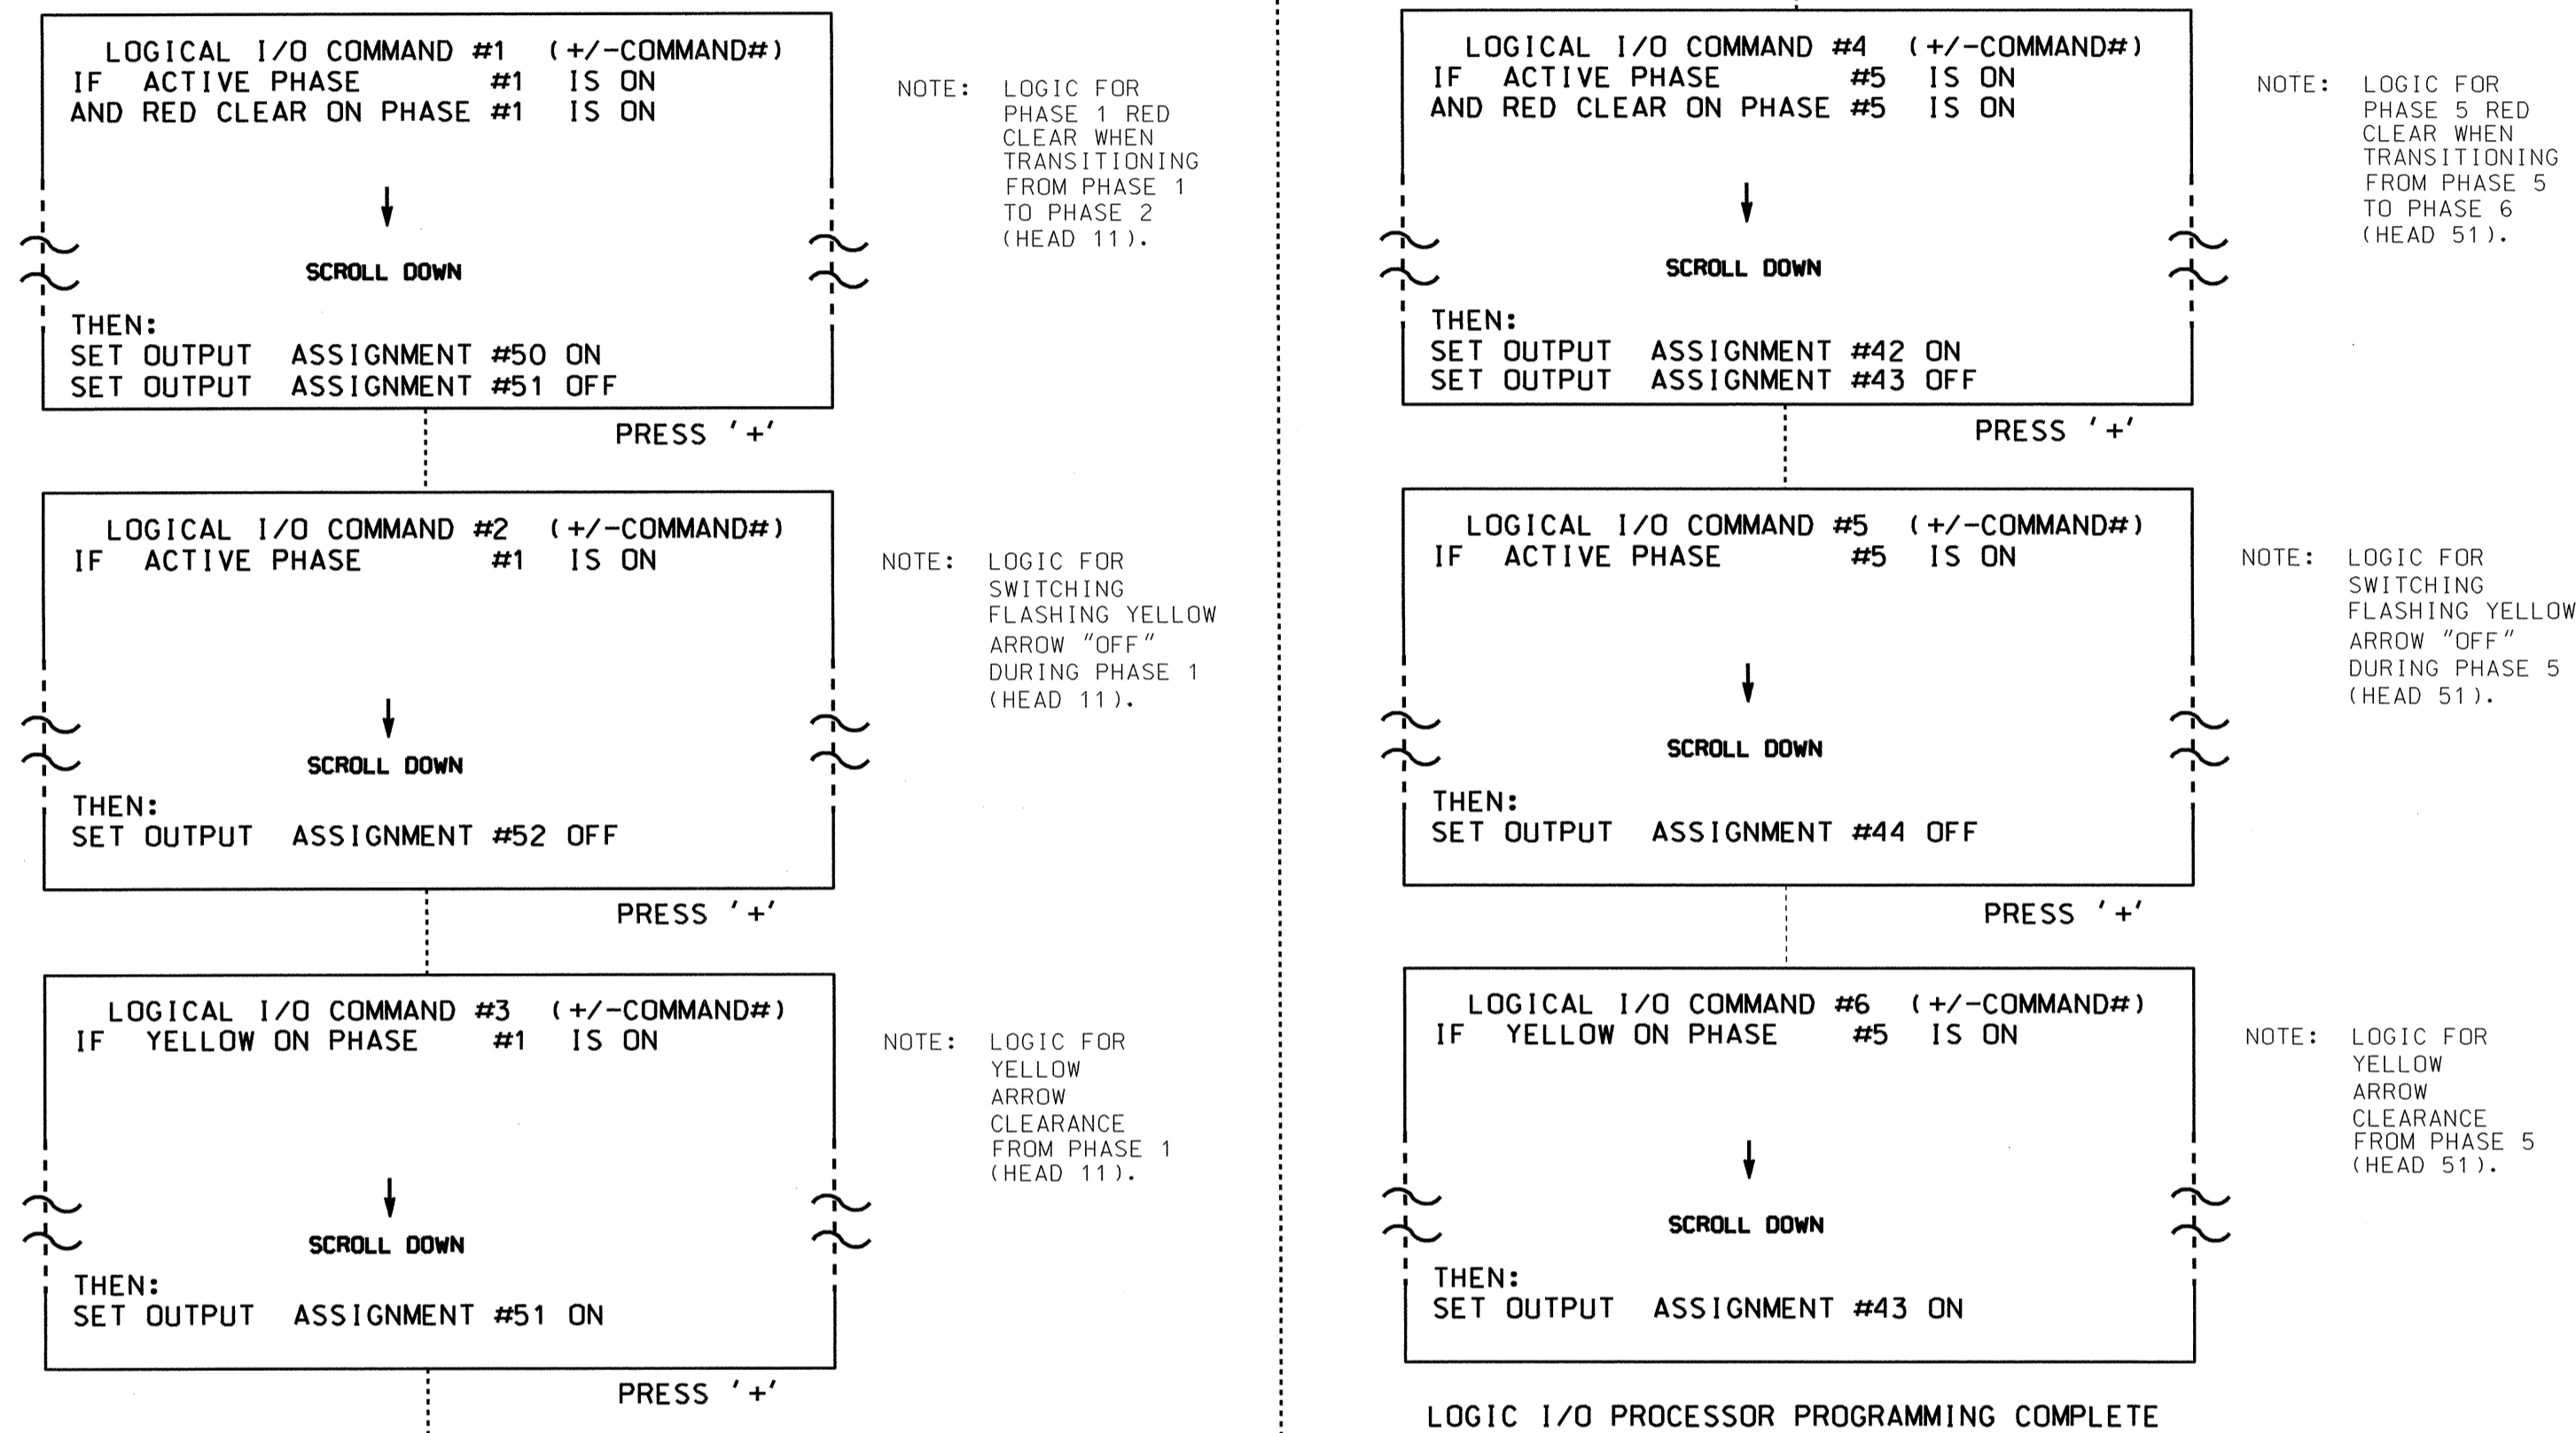 LOGICAL I/O COMMAND #1 (+/-COMMAND#)
IF ACTIVE PHASE #1 IS ON
AND RED CLEAR ON PHASE #1 IS ON
SCROLL DOWN
THEN:
SET OUTPUT ASSIGNMENT #50 ON
SET OUTPUT ASSIGNMENT #51 OFF
NOTE: LOGIC FOR
PHASE 1 RED
CLEAR WHEN
TRANSITIONING
FROM PHASE 1
TO PHASE 2
(HEAD 11).
PRESS '+'
LOGICAL I/O COMMAND #2 (+/-COMMAND#)
IF ACTIVE PHASE #1 IS ON
SCROLL DOWN
THEN:
SET OUTPUT ASSIGNMENT #52 OFF
NOTE: LOGIC FOR
SWITCHING
FLASHING YELLOW
ARROW "OFF"
DURING PHASE 1
(HEAD 11).
PRESS '+'
LOGICAL I/O COMMAND #3 (+/-COMMAND#)
IF YELLOW ON PHASE #1 IS ON
SCROLL DOWN
THEN:
SET OUTPUT ASSIGNMENT #51 ON
NOTE: LOGIC FOR
YELLOW
ARROW
CLEARANCE
FROM PHASE 1
(HEAD 11).
PRESS '+'
LOGICAL I/O COMMAND #4 (+/-COMMAND#)
IF ACTIVE PHASE #5 IS ON
AND RED CLEAR ON PHASE #5 IS ON
SCROLL DOWN
THEN:
SET OUTPUT ASSIGNMENT #42 ON
SET OUTPUT ASSIGNMENT #43 OFF
NOTE: LOGIC FOR
PHASE 5 RED
CLEAR WHEN
TRANSITIONING
FROM PHASE 5
TO PHASE 6
(HEAD 51).
PRESS '+'
LOGICAL I/O COMMAND #5 (+/-COMMAND#)
IF ACTIVE PHASE #5 IS ON
SCROLL DOWN
THEN:
SET OUTPUT ASSIGNMENT #44 OFF
NOTE: LOGIC FOR
SWITCHING
FLASHING YELLOW
ARROW "OFF"
DURING PHASE 5
(HEAD 51).
PRESS '+'
LOGICAL I/O COMMAND #6 (+/-COMMAND#)
IF YELLOW ON PHASE #5 IS ON
SCROLL DOWN
THEN:
SET OUTPUT ASSIGNMENT #43 ON
NOTE: LOGIC FOR
YELLOW
ARROW
CLEARANCE
FROM PHASE 5
(HEAD 51).
LOGIC I/O PROCESSOR PROGRAMMING COMPLETE